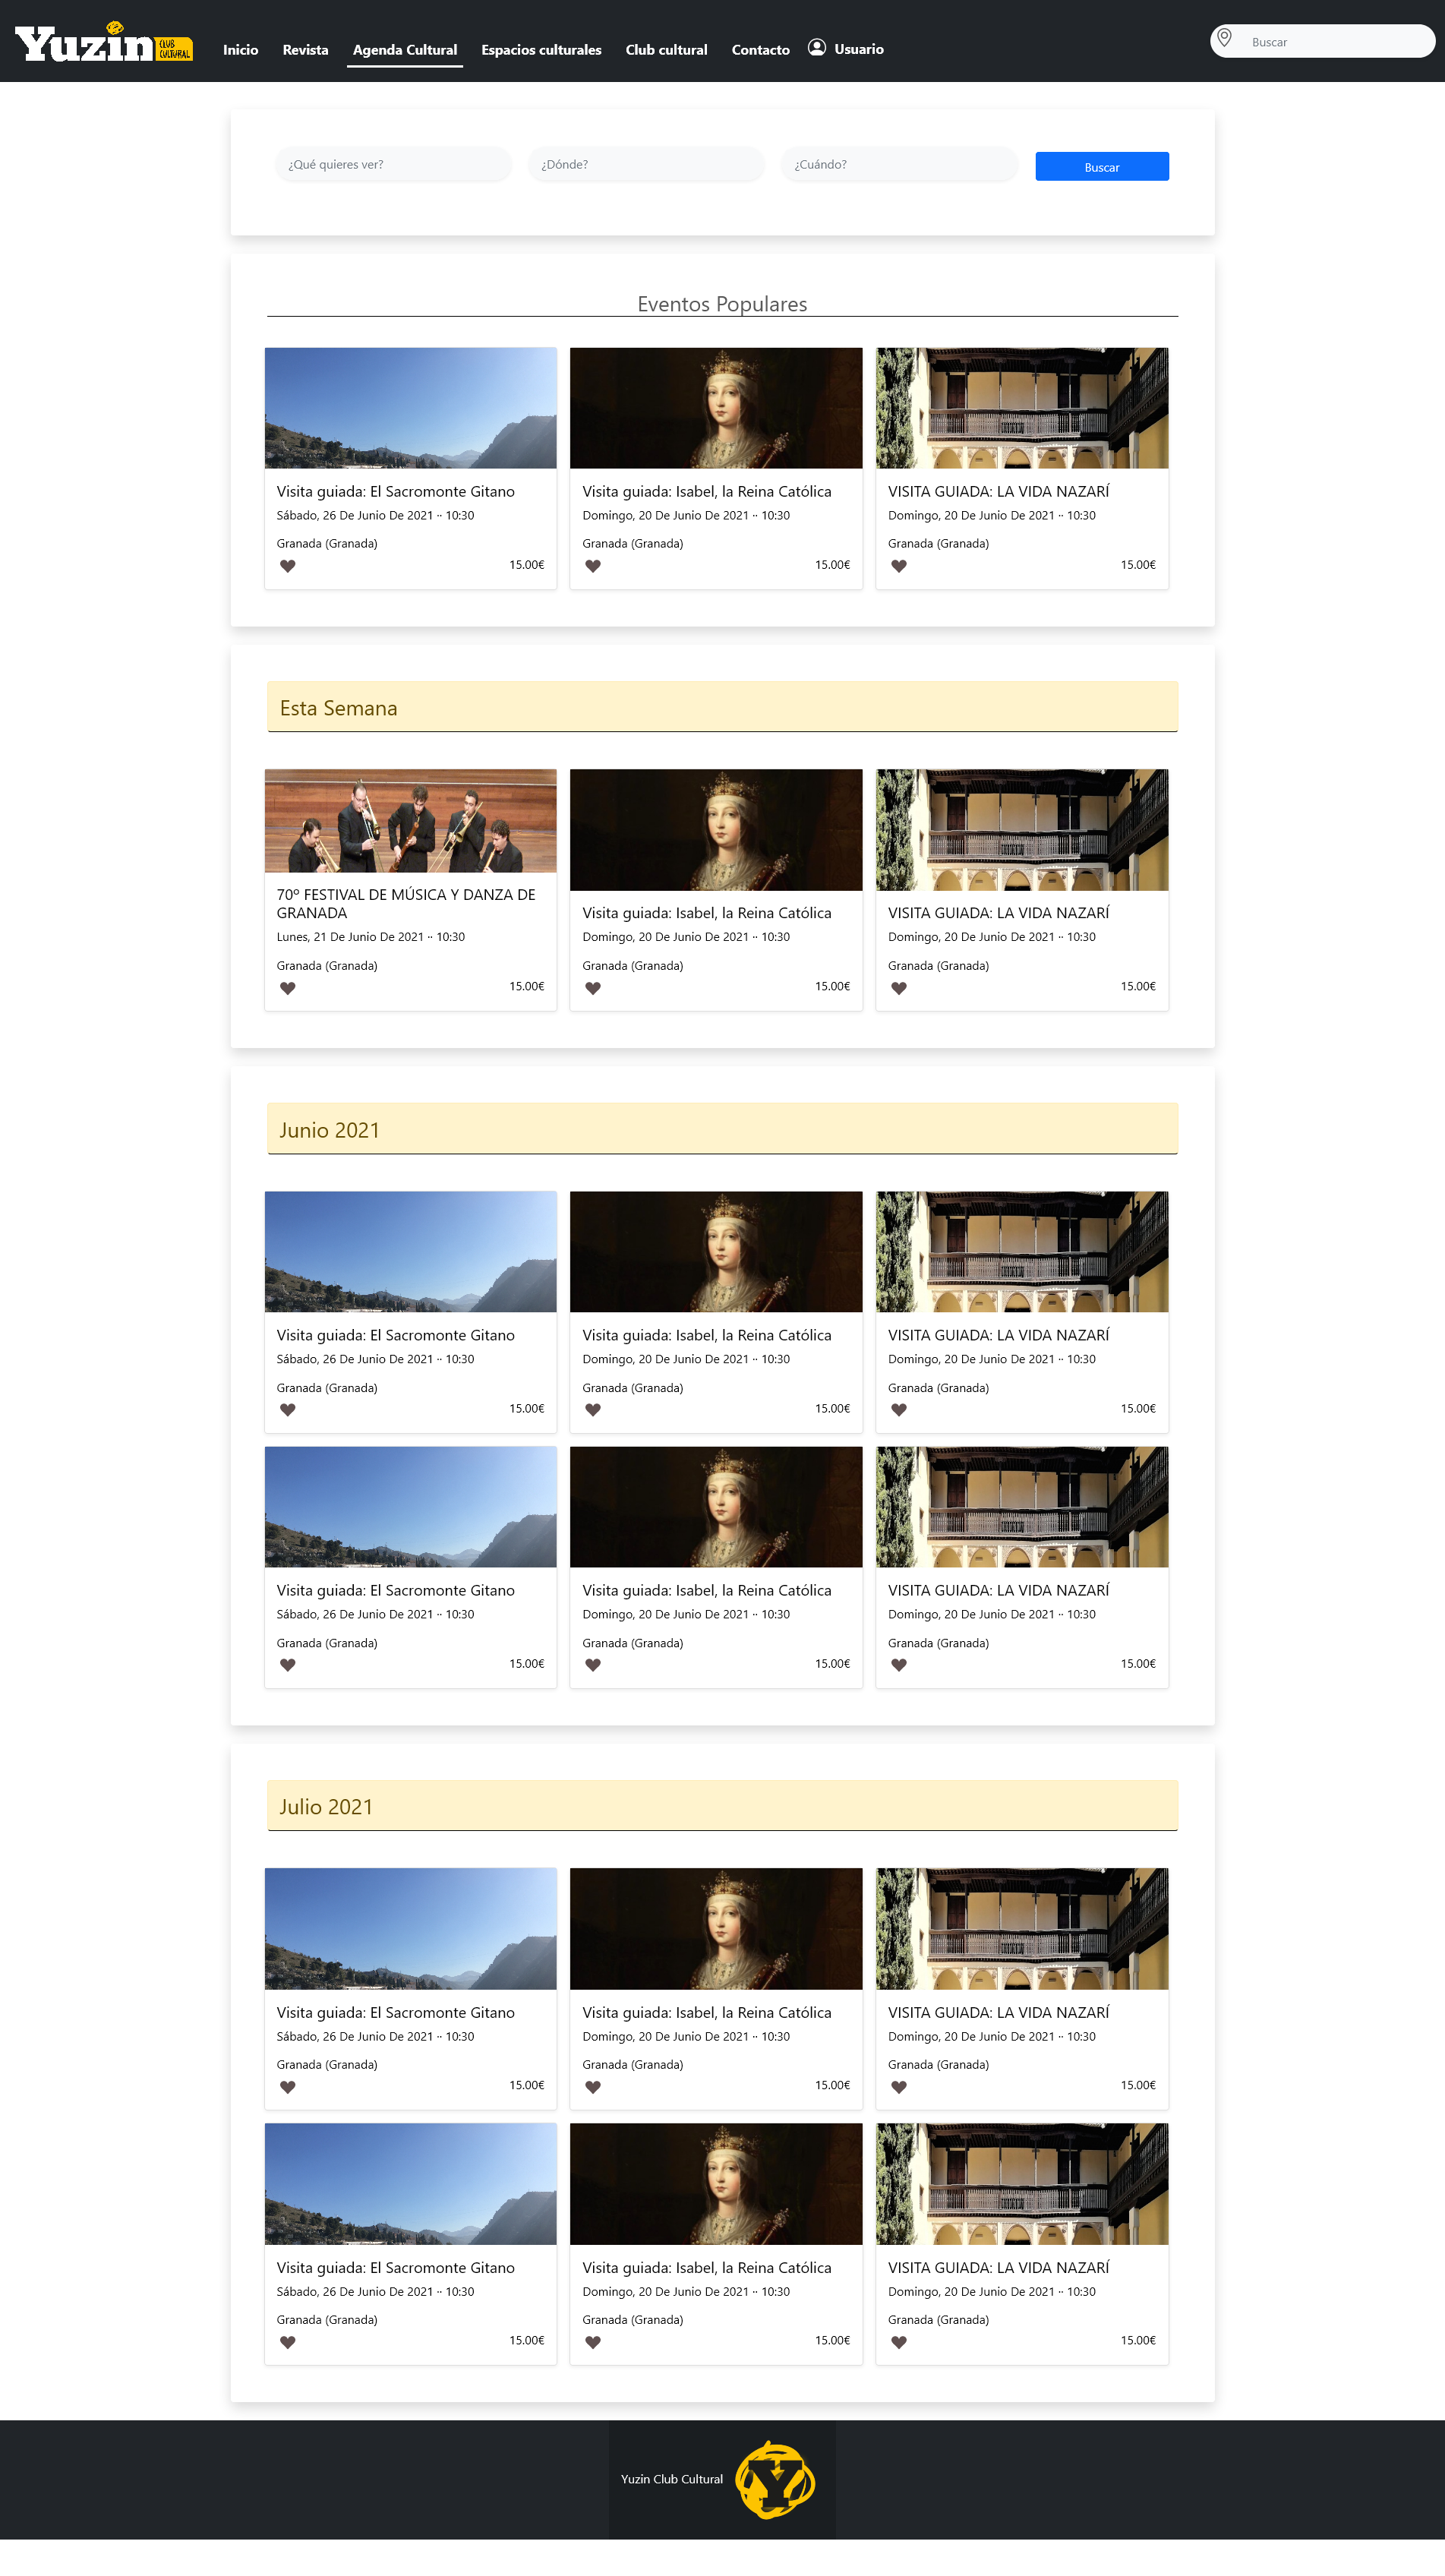 Yuzin CLUB CULTURAL
Inicio Revista Agenda Cultural Espacios culturales Club cultural Contacto Usuario Buscar
¿Qué quieres ver? ¿Dónde? ¿Cuándo? Buscar
Eventos Populares
Visita guiada: El Sacromonte Gitano
Sábado, 26 De Junio De 2021 ·· 10:30
Granada (Granada)
15.00€
Visita guiada: Isabel, la Reina Católica
Domingo, 20 De Junio De 2021 ·· 10:30
Granada (Granada)
15.00€
VISITA GUIADA: LA VIDA NAZARÍ
Domingo, 20 De Junio De 2021 ·· 10:30
Granada (Granada)
15.00€
Esta Semana
70º FESTIVAL DE MÚSICA Y DANZA DE
GRANADA
Lunes, 21 De Junio De 2021 ·· 10:30
Granada (Granada)
15.00€
Visita guiada: Isabel, la Reina Católica
Domingo, 20 De Junio De 2021 ·· 10:30
Granada (Granada)
15.00€
VISITA GUIADA: LA VIDA NAZARÍ
Domingo, 20 De Junio De 2021 ·· 10:30
Granada (Granada)
15.00€
Junio 2021
Visita guiada: El Sacromonte Gitano
Sábado, 26 De Junio De 2021 ·· 10:30
Granada (Granada)
15.00€
Visita guiada: Isabel, la Reina Católica
Domingo, 20 De Junio De 2021 ·· 10:30
Granada (Granada)
15.00€
VISITA GUIADA: LA VIDA NAZARÍ
Domingo, 20 De Junio De 2021 ·· 10:30
Granada (Granada)
15.00€
Visita guiada: El Sacromonte Gitano
Sábado, 26 De Junio De 2021 ·· 10:30
Granada (Granada)
15.00€
Visita guiada: Isabel, la Reina Católica
Domingo, 20 De Junio De 2021 ·· 10:30
Granada (Granada)
15.00€
VISITA GUIADA: LA VIDA NAZARÍ
Domingo, 20 De Junio De 2021 ·· 10:30
Granada (Granada)
15.00€
Julio 2021
Visita guiada: El Sacromonte Gitano
Sábado, 26 De Junio De 2021 ·· 10:30
Granada (Granada)
15.00€
Visita guiada: Isabel, la Reina Católica
Domingo, 20 De Junio De 2021 ·· 10:30
Granada (Granada)
15.00€
VISITA GUIADA: LA VIDA NAZARÍ
Domingo, 20 De Junio De 2021 ·· 10:30
Granada (Granada)
15.00€
Visita guiada: El Sacromonte Gitano
Sábado, 26 De Junio De 2021 ·· 10:30
Granada (Granada)
15.00€
Visita guiada: Isabel, la Reina Católica
Domingo, 20 De Junio De 2021 ·· 10:30
Granada (Granada)
15.00€
VISITA GUIADA: LA VIDA NAZARÍ
Domingo, 20 De Junio De 2021 ·· 10:30
Granada (Granada)
15.00€
Yuzin Club Cultural Y